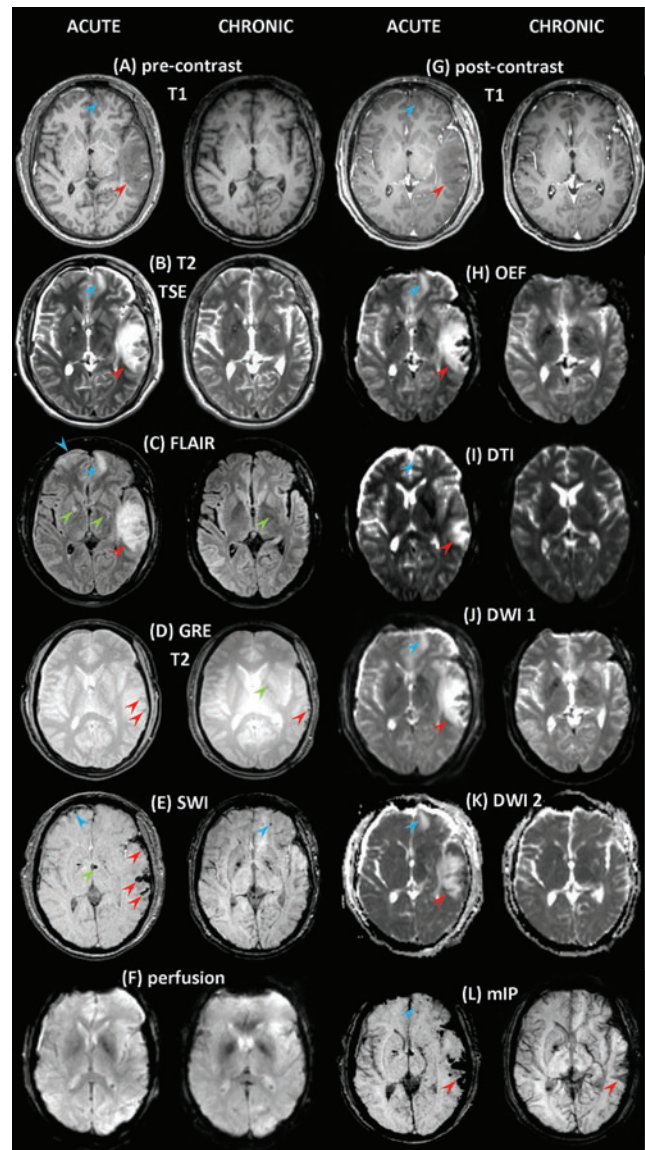 ACUTE CHRONIC ACUTE CHRONIC
(A) pre-contrast
T1
(B) T2
TSE
(C) FLAIR
(D) GRE
T2
(E) SWI
(F) perfusion
(G) post-contrast
T1
(H) OEF
(I) DTI
(J) DWI 1
(K) DWI 2
(L) mIP